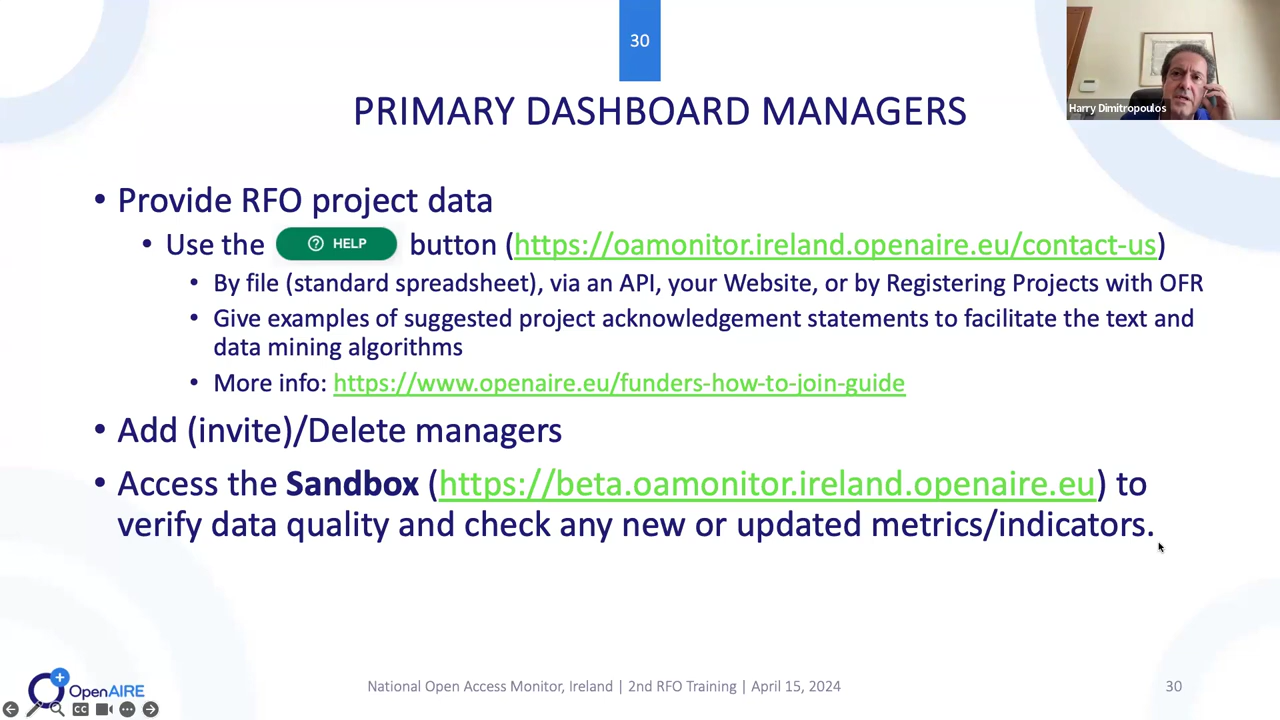 30
Harry Dimitropoulos
PRIMARY DASHBOARD MANAGERS
• Provide RFO project data
• Use the HELP button (https://oamonitor.ireland.openaire.eu/contact-us)
• By file (standard spreadsheet), via an API, your Website, or by Registering Projects with OFR
• Give examples of suggested project acknowledgement statements to facilitate the text and
data mining algorithms
• More info: https://www.openaire.eu/funders-how-to-join-guide
• Add (invite)/Delete managers
• Access the Sandbox (https://beta.oamonitor.ireland.openaire.eu) to
verify data quality and check any new or updated metrics/indicators.
OpenAIRE
CC
National Open Access Monitor, Ireland | 2nd RFO Training | April 15, 2024
30